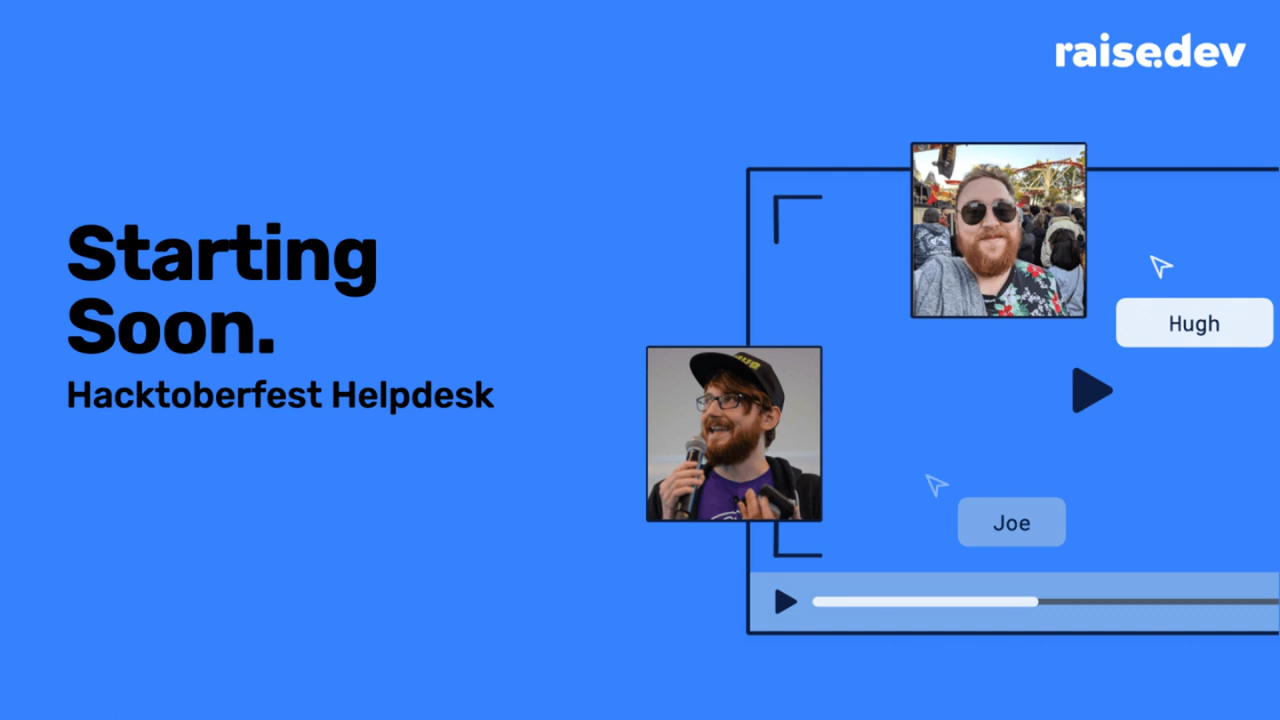 raise.dev
Starting
Soon.
Hacktoberfest Helpdesk
Hugh
Joe